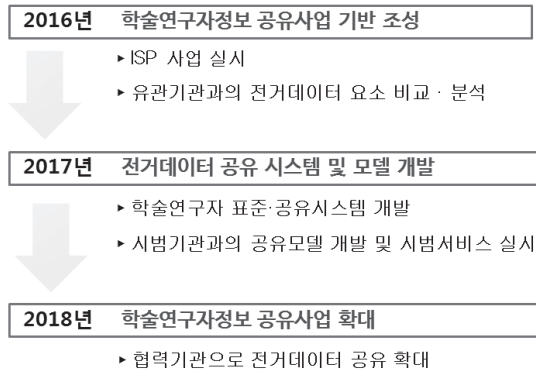 2016년 학술연구자정보 공유사업 기반 조성
▸ ISP 사업 실시
▸ 유관기관과의 전거데이터 요소 비교 · 분석
2017년 전거데이터 공유 시스템 및 모델 개발
▸ 학술연구자 표준·공유시스템 개발
▸ 시범기관과의 공유모델 개발 및 시범서비스 실시
2018년 학술연구자정보 공유사업 확대
▸ 협력기관으로 전거데이터 공유 확대